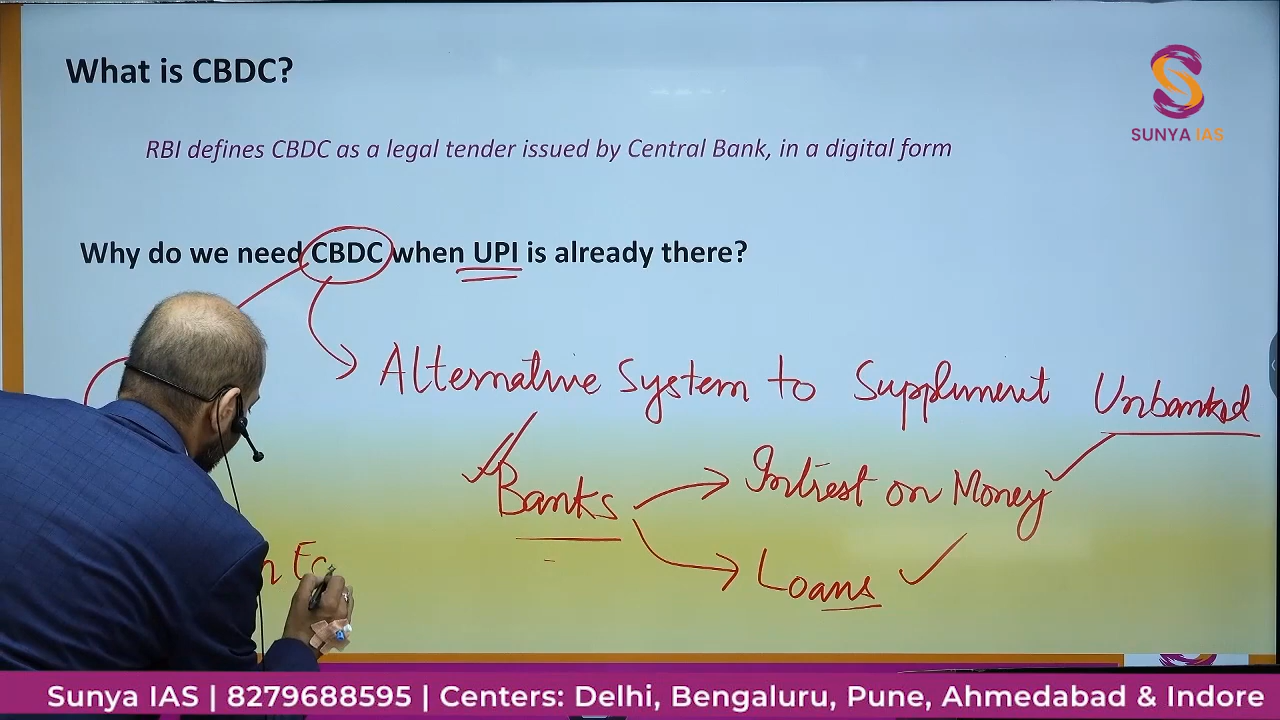 What is CBDC?
SUNYA IAS
RBI defines CBDC as a legal tender issued by Central Bank, in a digital form
Why do we need CBDC when UPI is already there?
Alternative System to Suppliment Unbanked
Banks
Intrest on Money
Loans
Sunya IAS | 8279688595 | Centers: Delhi, Bengaluru, Pune, Ahmedabad & Indore